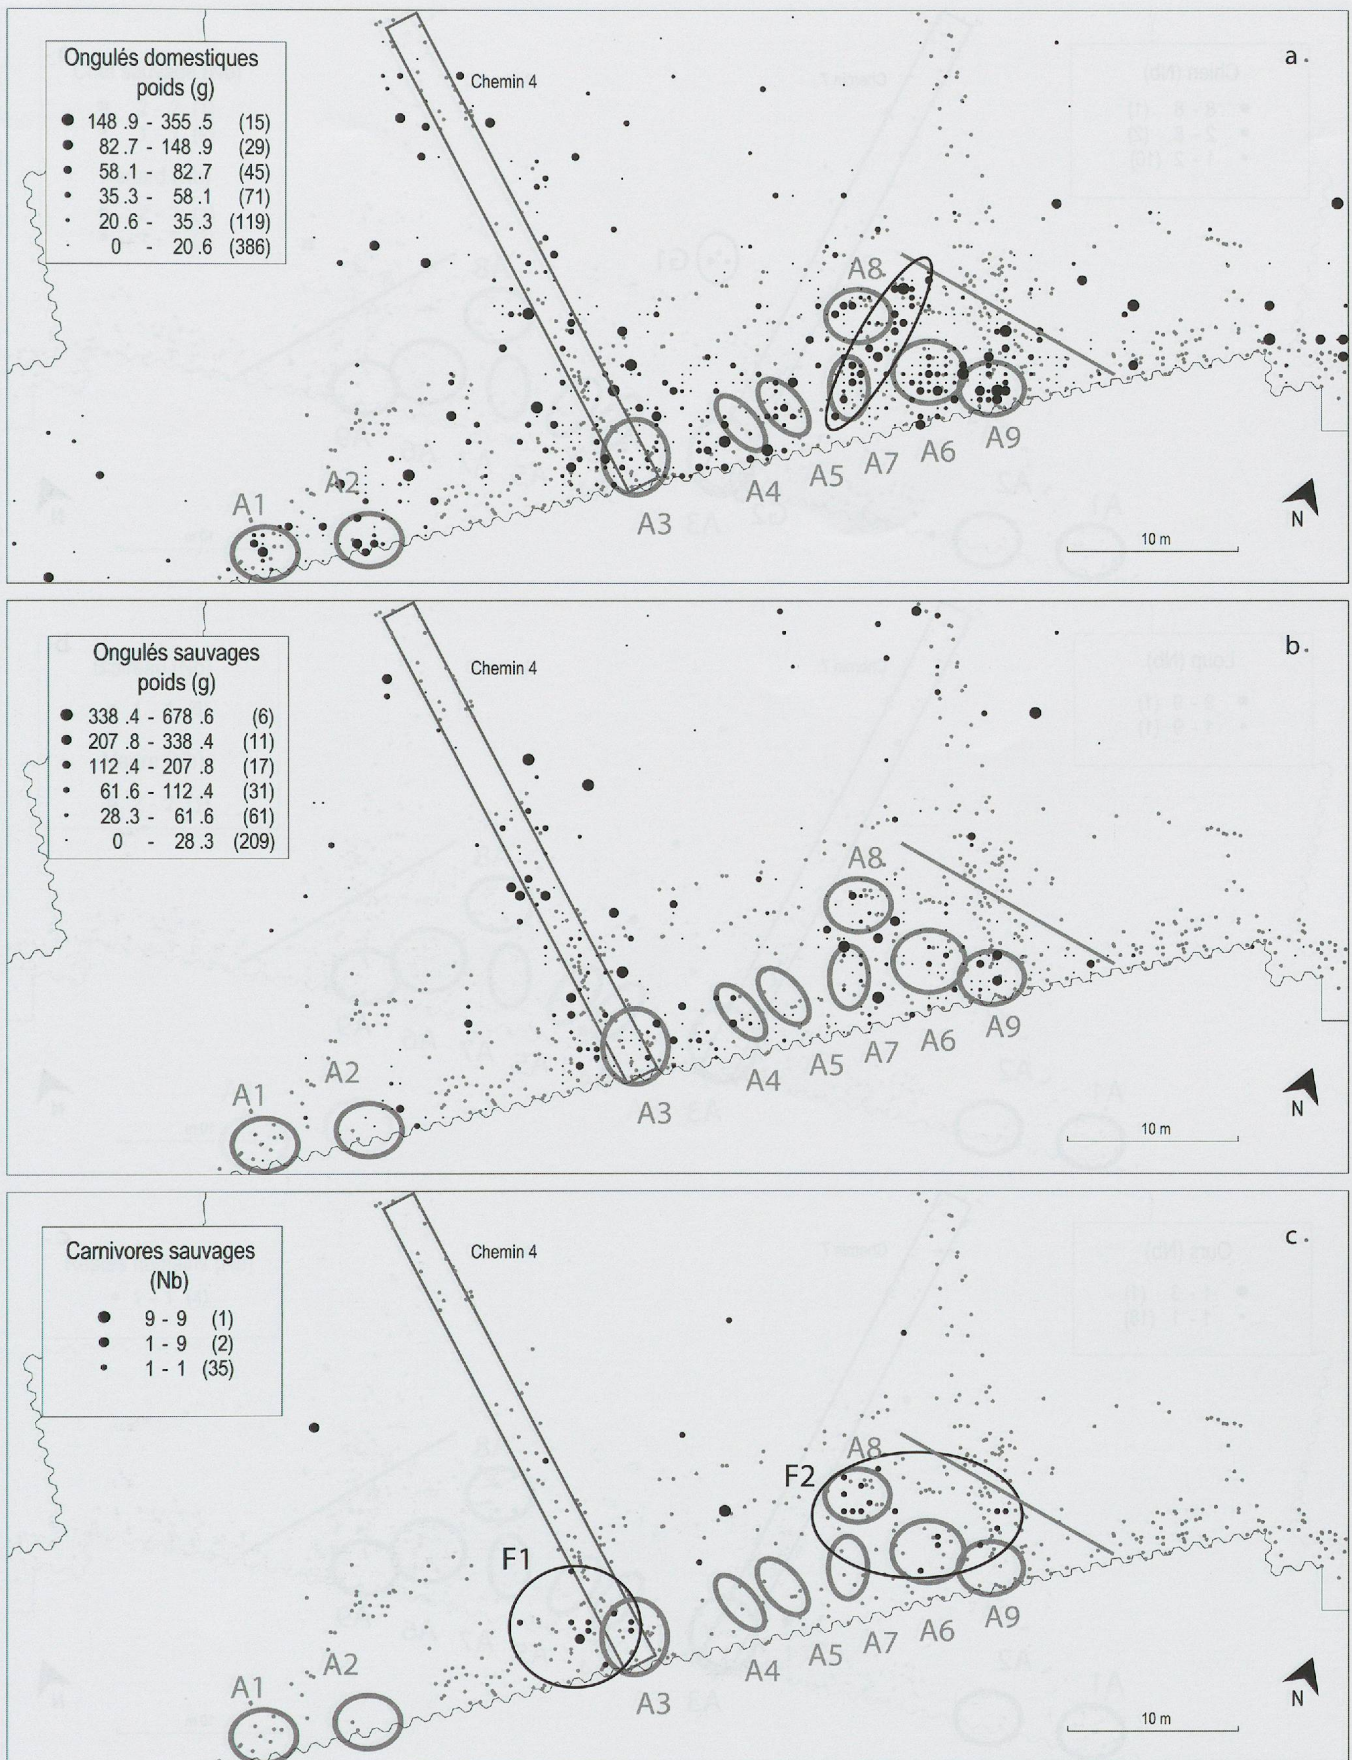 a.
Ongulés domestiques
poids (g)
148 .9 - 355 .5 (15)
82.7 - 148 .9 (29)
58.1 - 82.7 (45)
35.3 - 58.1 (71)
20.6 - 35.3 (119)
0 - 20.6 (386)
Chemin 4
A8
A1
A2
A3
A4
A5
A7
A6
A9
N
10 m
b.
Ongulés sauvages
poids (g)
338 .4 - 678 .6 (6)
207 .8 - 338 .4 (11)
112 .4 - 207 .8 (17)
61 .6 - 112 .4 (31)
28 .3 - 61 .6 (61)
0 - 28 .3 (209)
Chemin 4
A8
A1
A2
A3
A4
A5
A7
A6
A9
N
10 m
c.
Carnivores sauvages
(Nb)
9 - 9 (1)
1 - 9 (2)
1 - 1 (35)
Chemin 4
F2
A8
F1
A1
A2
A3
A4
A5
A7
A6
A9
N
10 m